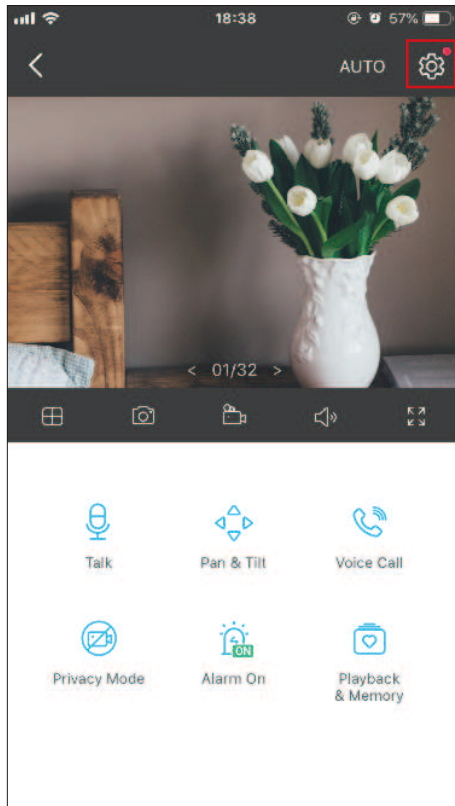 18:38
57%
AUTO
< 01/32 >
Talk
Pan & Tilt
Voice Call
ON
Privacy Mode
Alarm On
Playback
& Memory